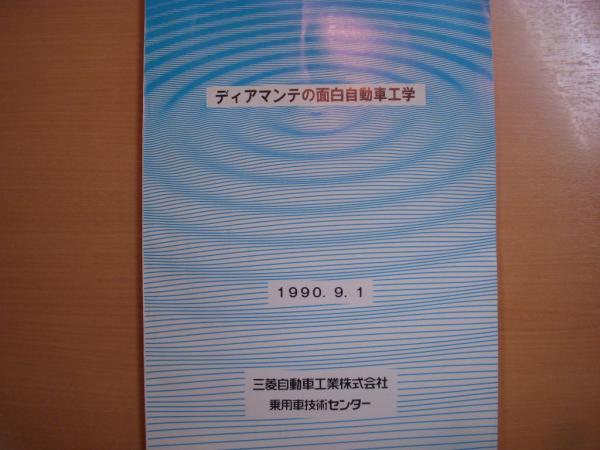 ディアマンテの面白自動車工学
1990. 9. 1
三菱自動車工業株式会社
乗用車技術センター